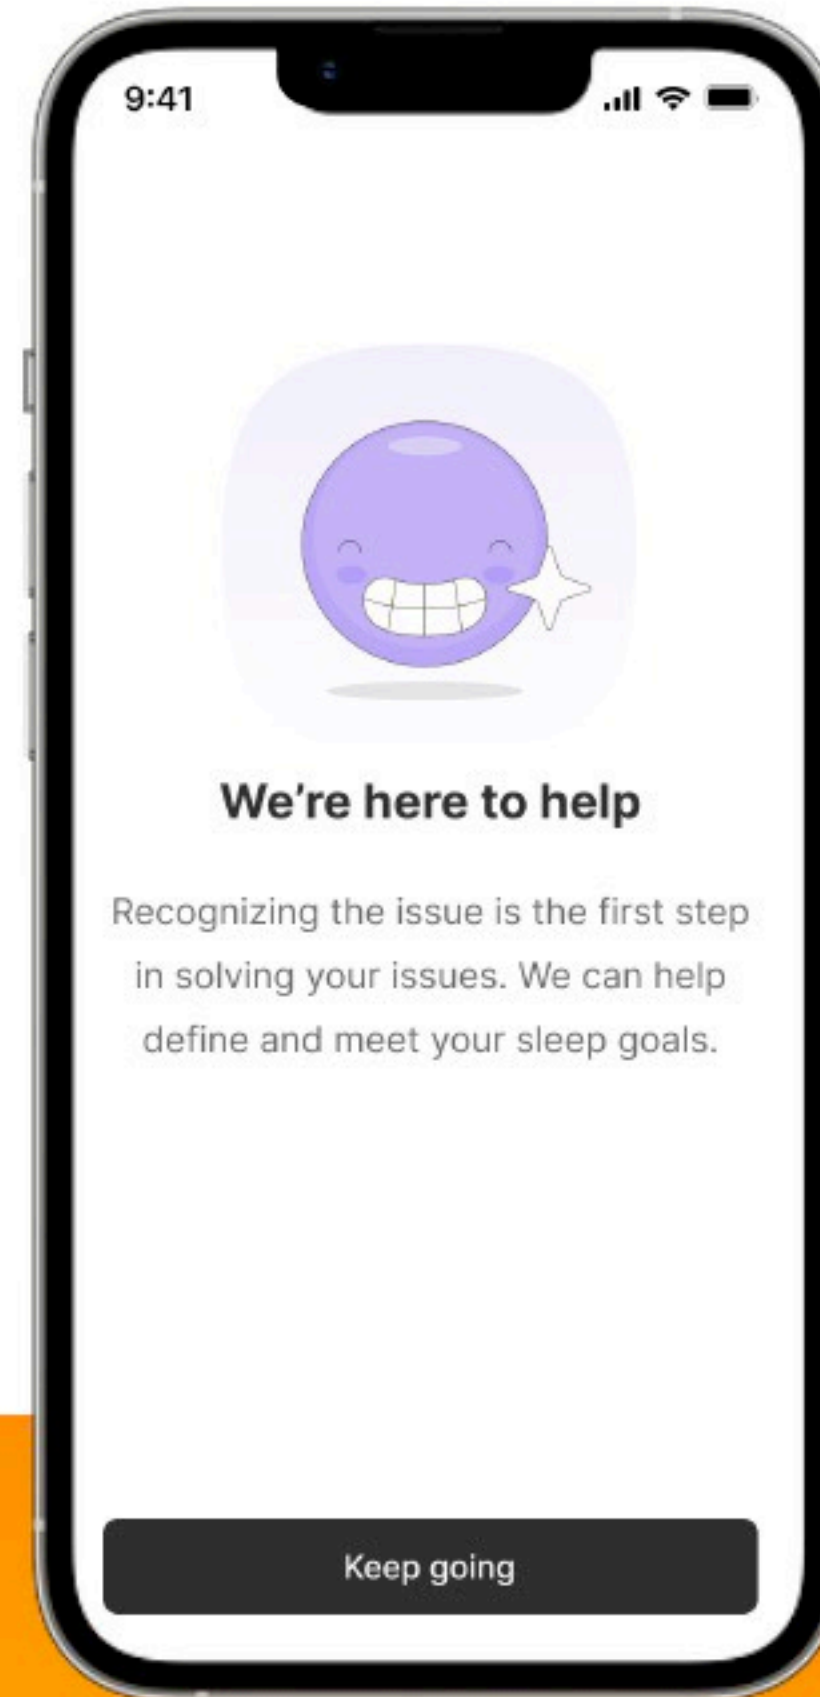 9:41
We're here to help
Recognizing the issue is the first step
in solving your issues. We can help
define and meet your sleep goals.
Keep going